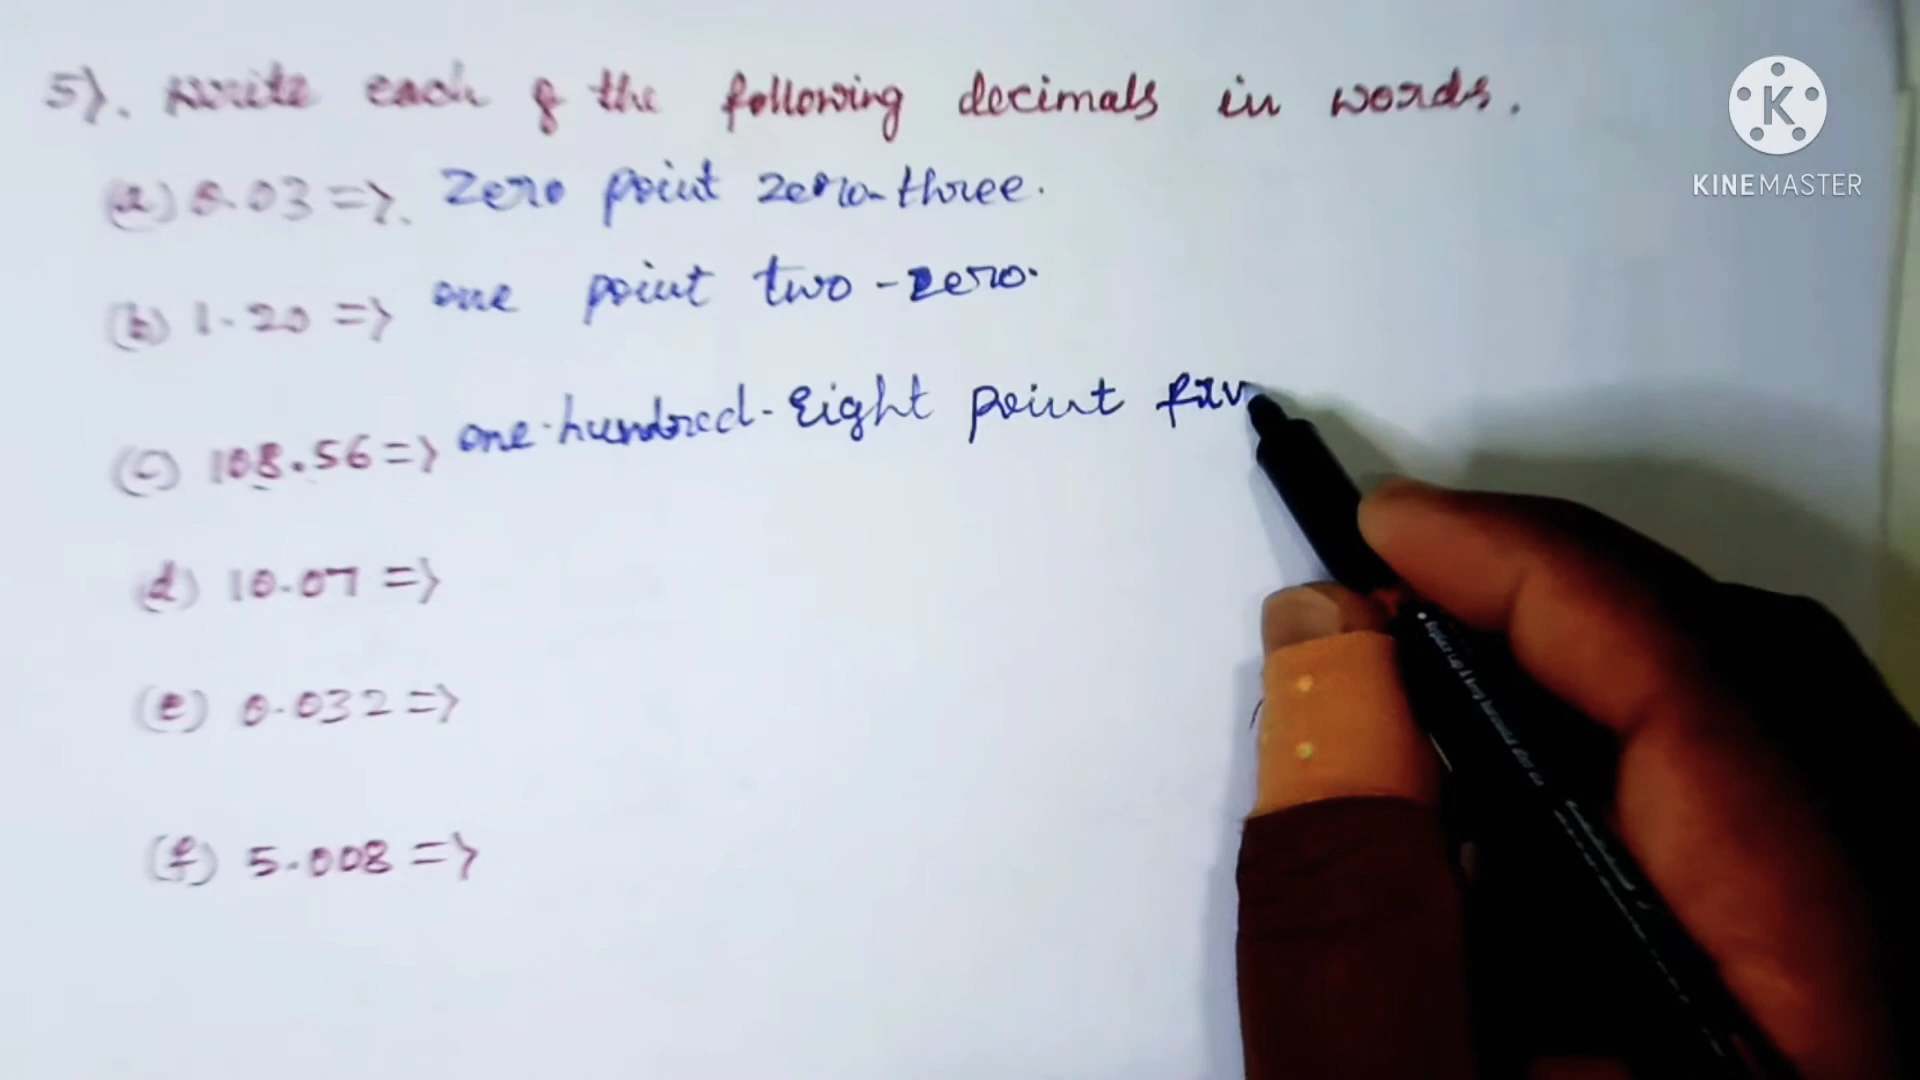 5). write each of the following decimals in words.
K
KINEMASTER
(a) 0.03 =>. Zero point zero-three.
(b) 1.20 => one point two-zero.
(c) 108.56 => one-hundred-Eight point fiv
(d) 10.07 =>
(e) 0.032 =>
(f) 5.008 =>